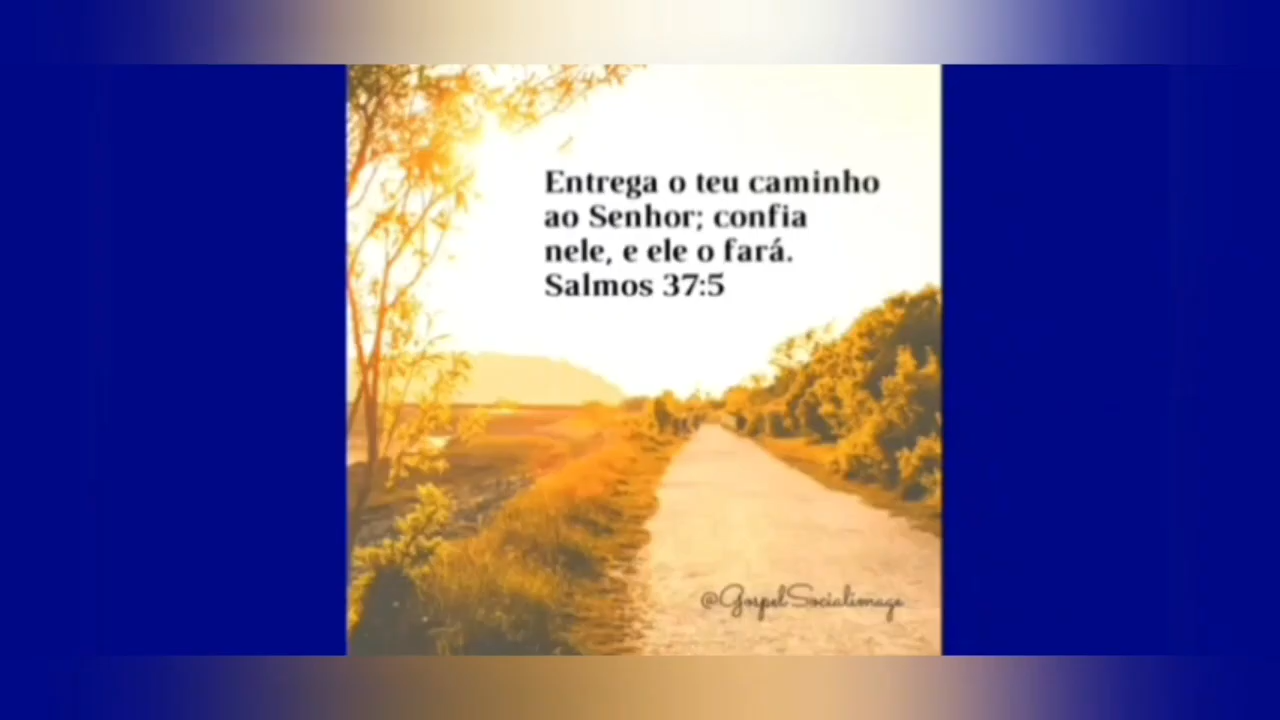 Entrega o teu caminho
ao Senhor; confia
nele, e ele o fará.
Salmos 37:5
@GospelSocialimage